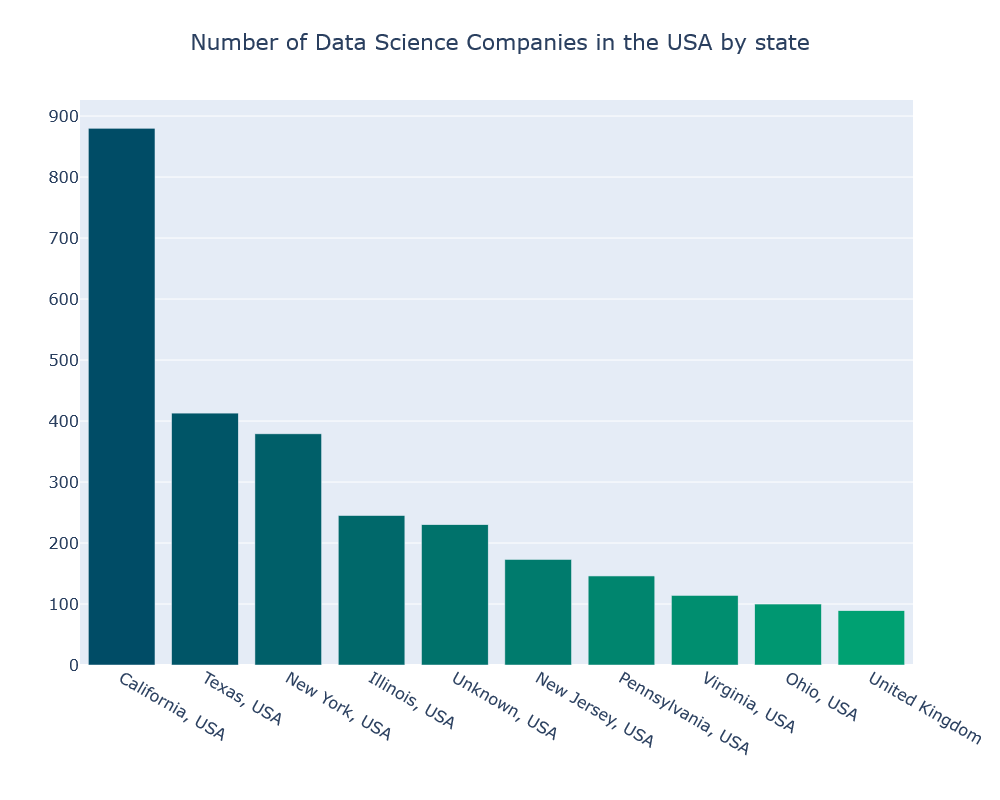 Number of Data Science Companies in the USA by state
900
800
700
600
500
400
300
200
100
0
California, USA
Texas, USA
New York, USA
Illinois, USA
Unknown, USA
New Jersey, USA
Pennsylvania, USA
Virginia, USA
Ohio, USA
United Kingdom